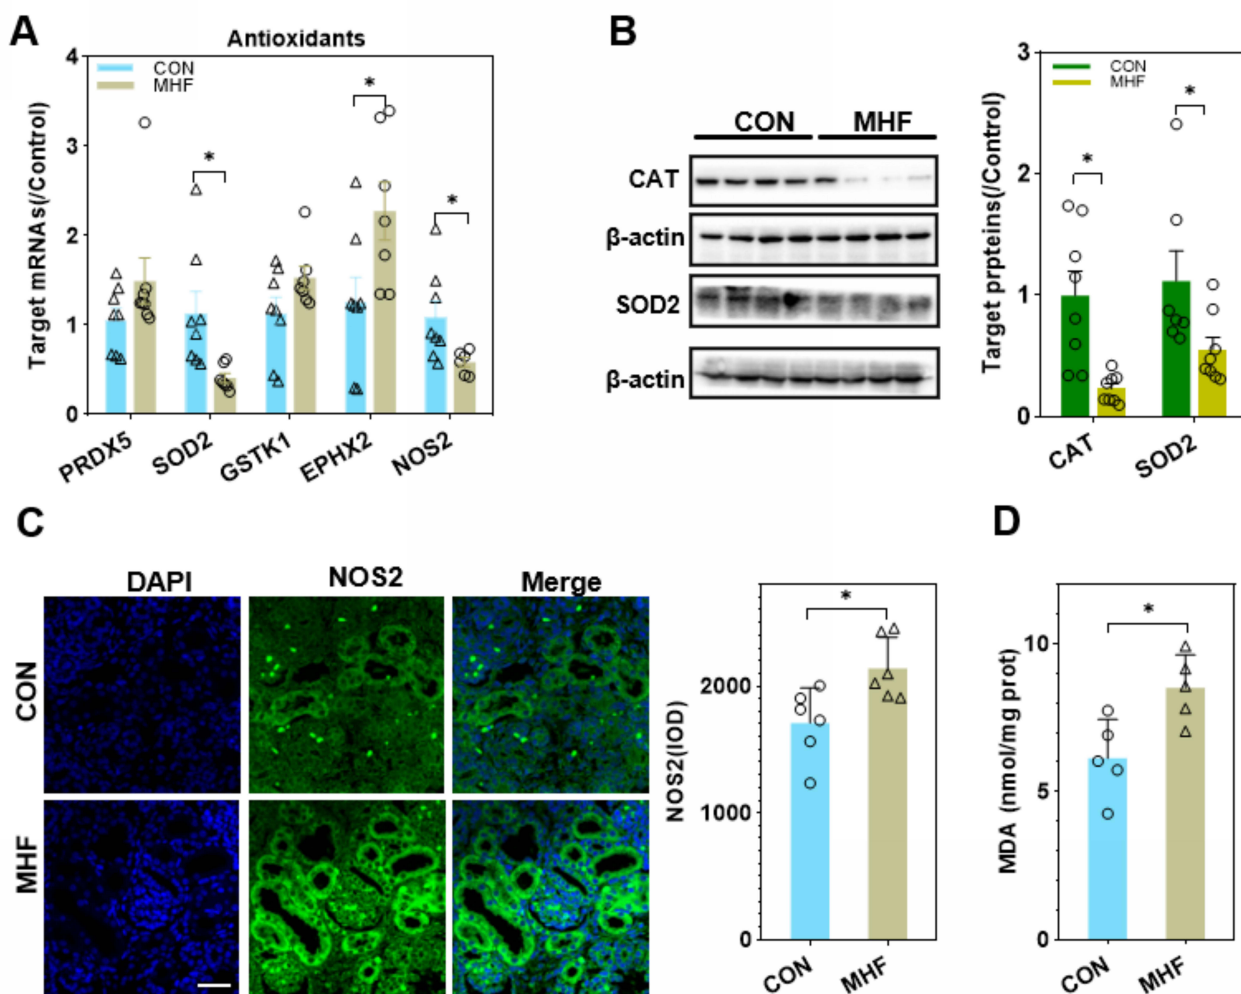 A
Antioxidants
CON
MHF
Target mRNAs(/Control)
4
3
2
1
0
PRDX5
SOD2
GSTK1
EPHX2
NOS2
*
*
*
B
CON MHF
CAT
β-actin
SOD2
β-actin
Target prpteins(/Control)
3
2
1
0
CON
MHF
*
*
CAT
SOD2
C
DAPI
NOS2
Merge
CON
MHF
NOS2(IOD)
2000
1000
0
*
CON
MHF
D
MDA (nmol/mg prot)
10
5
0
*
CON
MHF